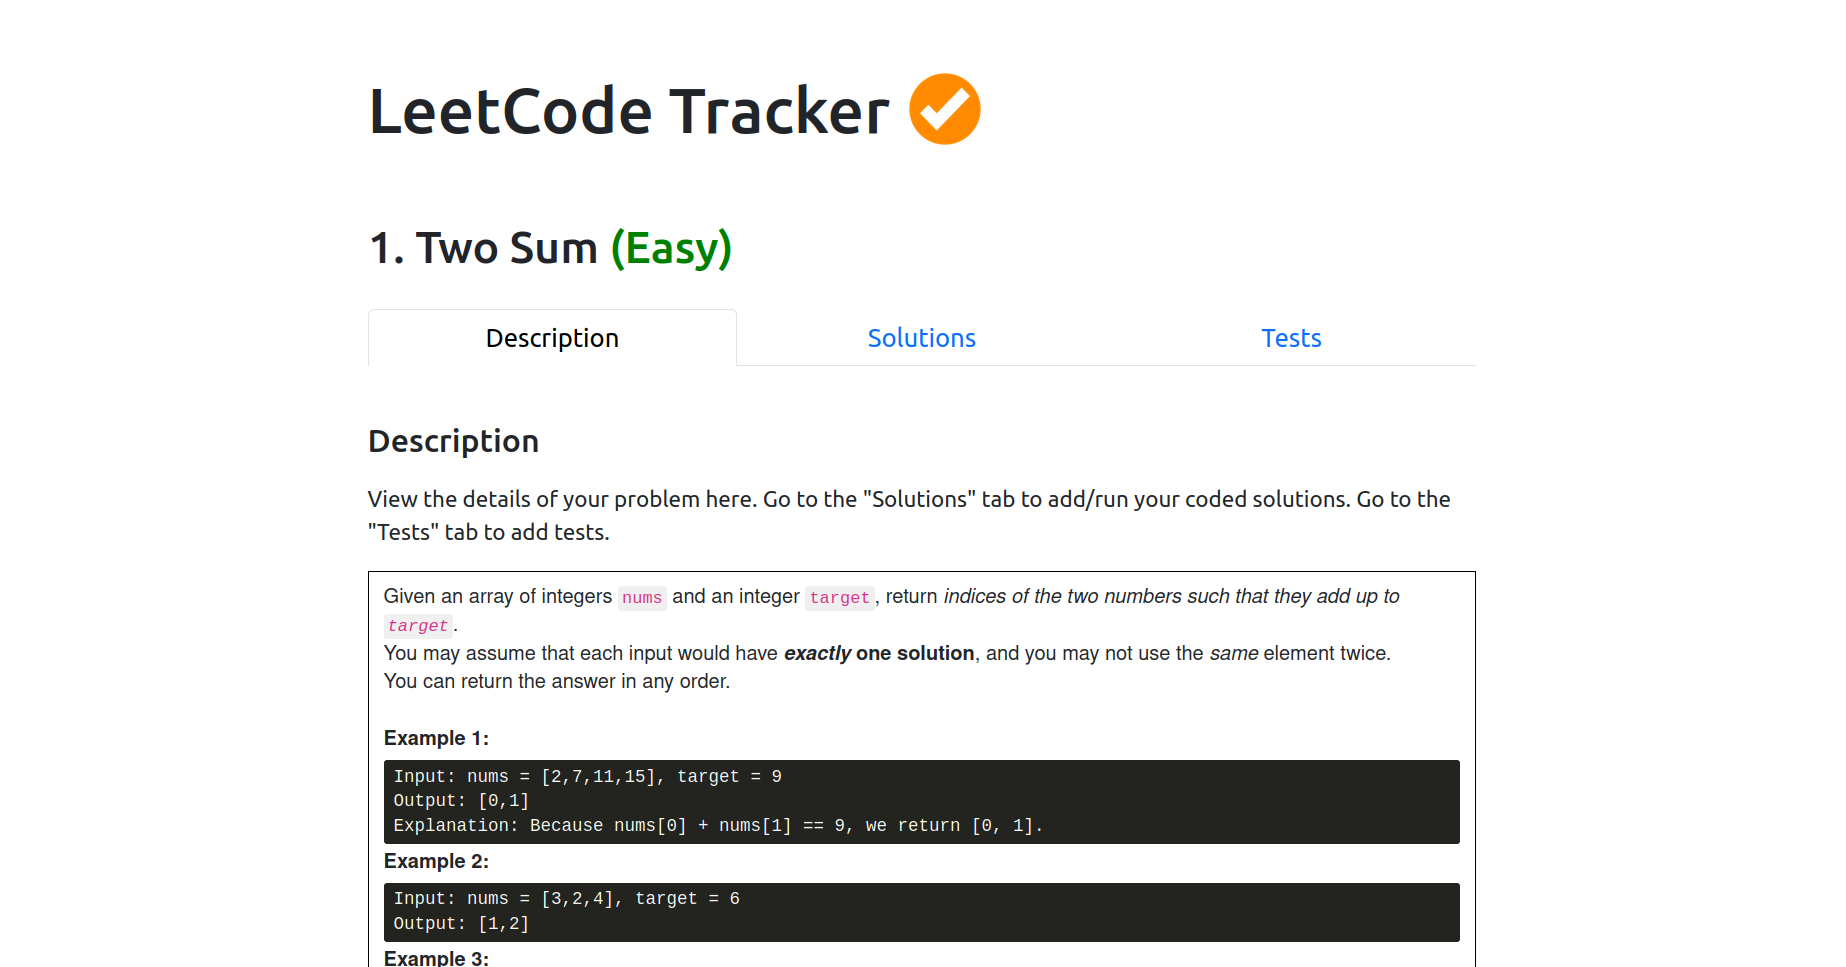 LeetCode Tracker
1. Two Sum (Easy)
Description Solutions Tests
Description
View the details of your problem here. Go to the "Solutions" tab to add/run your coded solutions. Go to the
"Tests" tab to add tests.
Given an array of integers nums and an integer target, return indices of the two numbers such that they add up to
target.
You may assume that each input would have exactly one solution, and you may not use the same element twice.
You can return the answer in any order.
Example 1:
Input: nums = [2,7,11,15], target = 9
Output: [0,1]
Explanation: Because nums[0] + nums[1] == 9, we return [0, 1].
Example 2:
Input: nums = [3,2,4], target = 6
Output: [1,2]
Example 3: